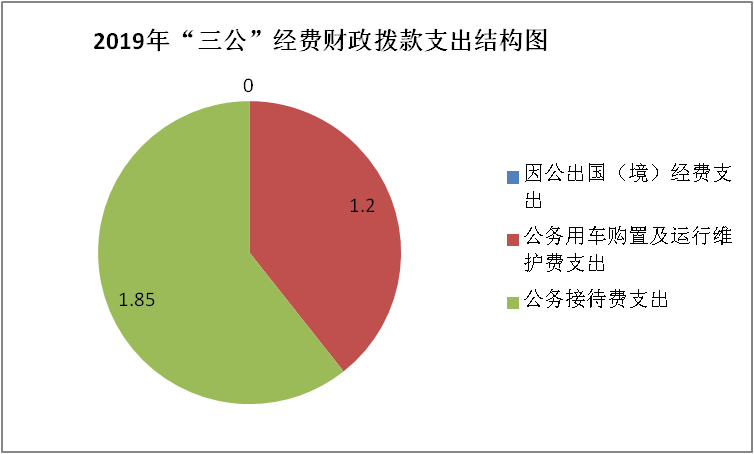 2019年“三公”经费财政拨款支出结构图
0
1.2
1.85
因公出国（境）经费支
出
公务用车购置及运行维
护费支出
公务接待费支出